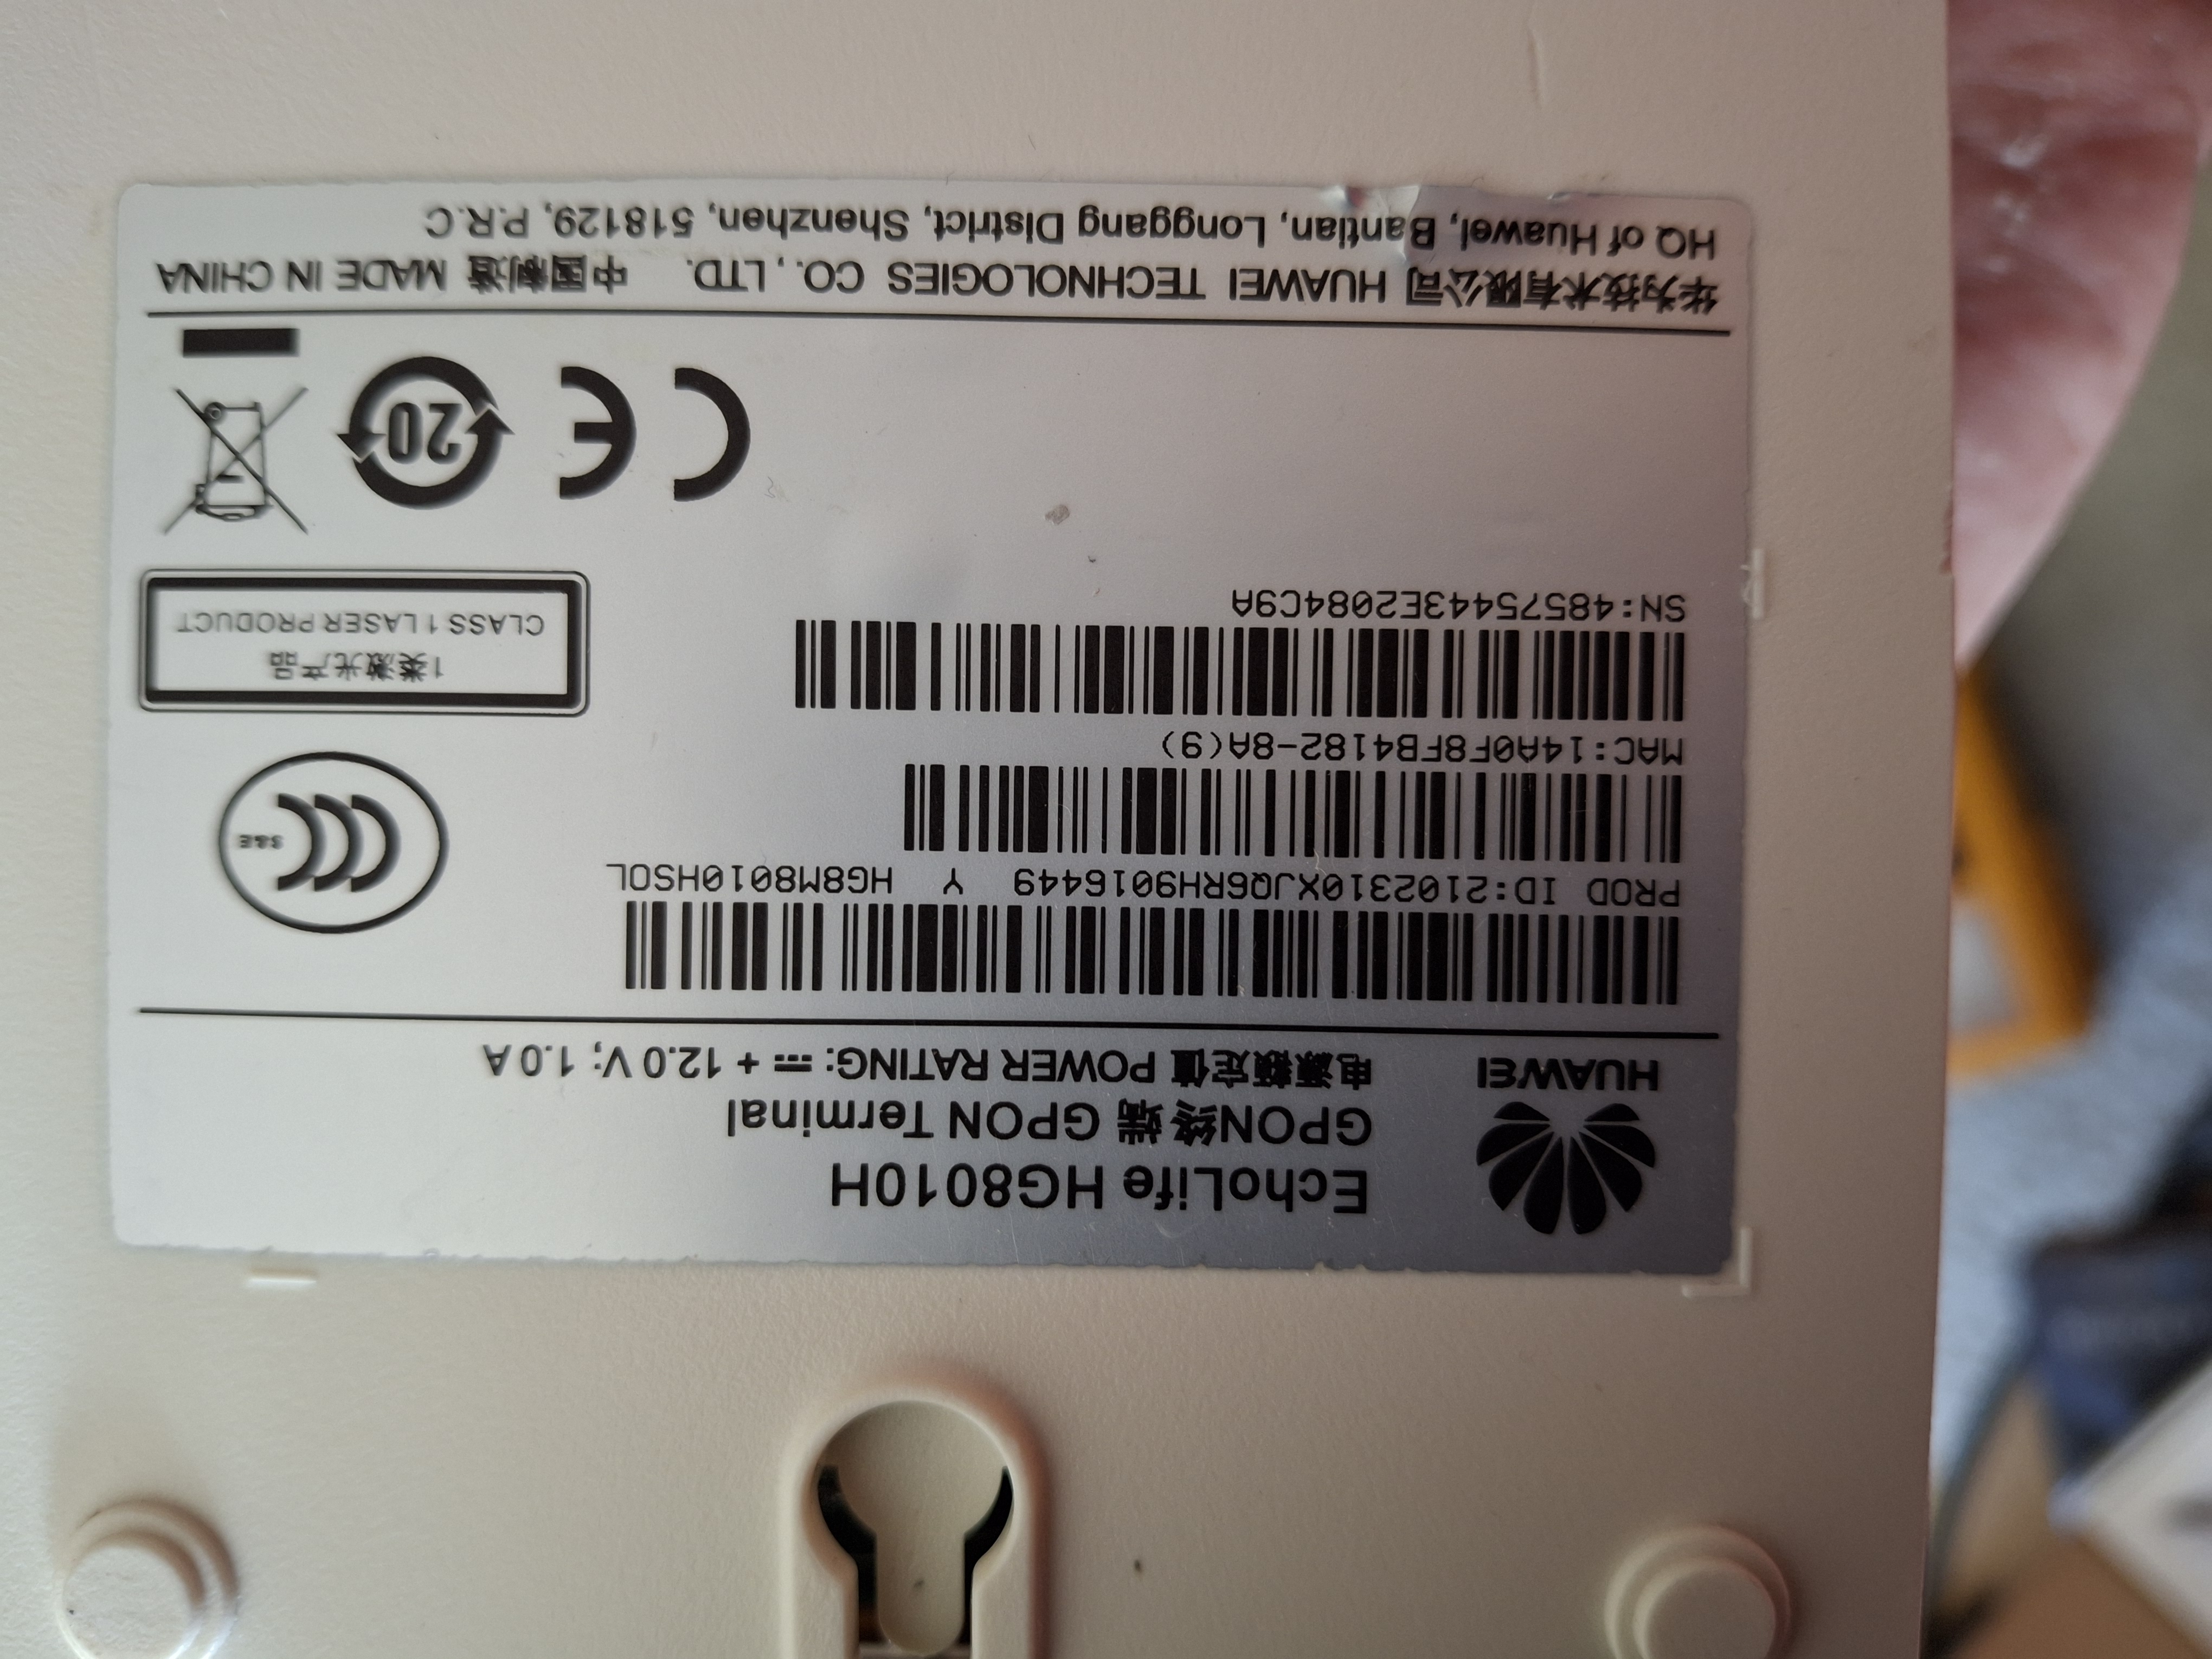 HUAWEI
EchoLife HG8010H
GPON终端 GPON Terminal
电源额定值 POWER RATING: ⎓ + 12.0 V; 1.0 A
PROD ID:2102310XJQ6RH9016449 Y HG8M8010HSOL
MAC:14A0F8FB4182-8A(9)
SN:48575443E2084C9A
CCC S&E
1类激光产品
CLASS 1 LASER PRODUCT
CE
20
华为技术有限公司 HUAWEI TECHNOLOGIES CO., LTD. 中国制造 MADE IN CHINA
HQ of Huawei, Bantian, Longgang District, Shenzhen, 518129, P.R.C